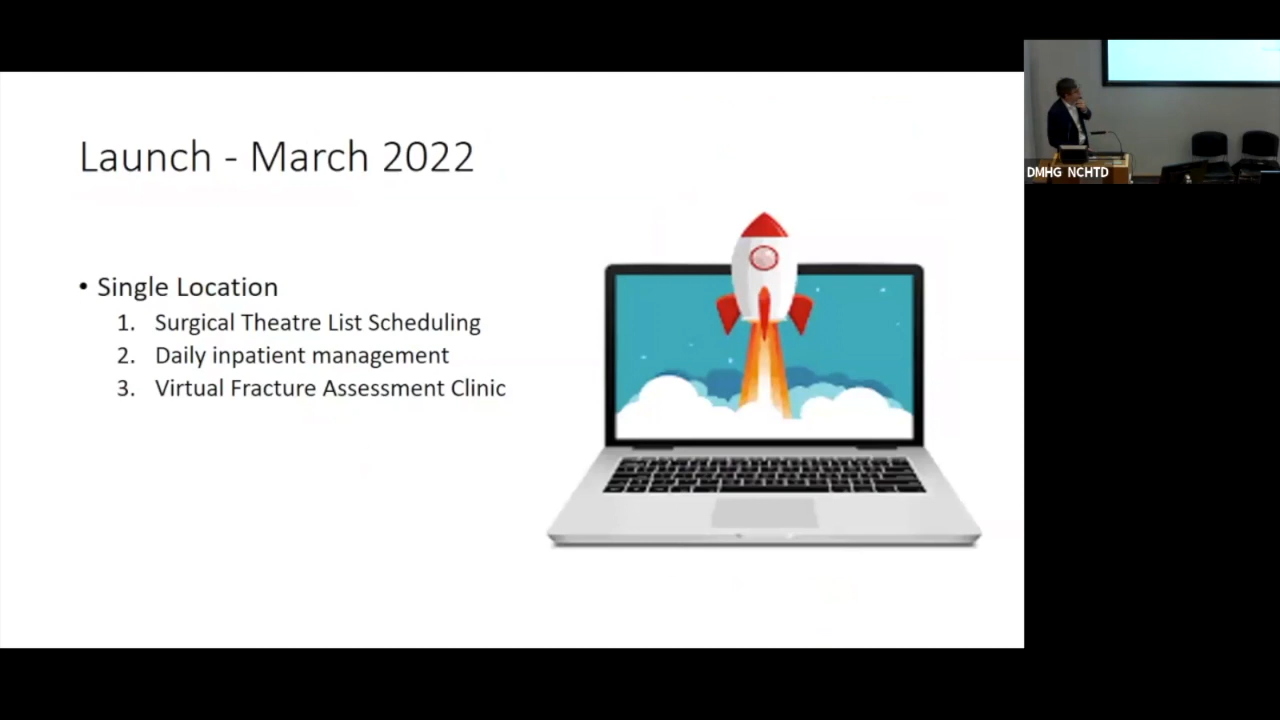 Launch - March 2022
• Single Location
1. Surgical Theatre List Scheduling
2. Daily inpatient management
3. Virtual Fracture Assessment Clinic
DMHG NCHTD